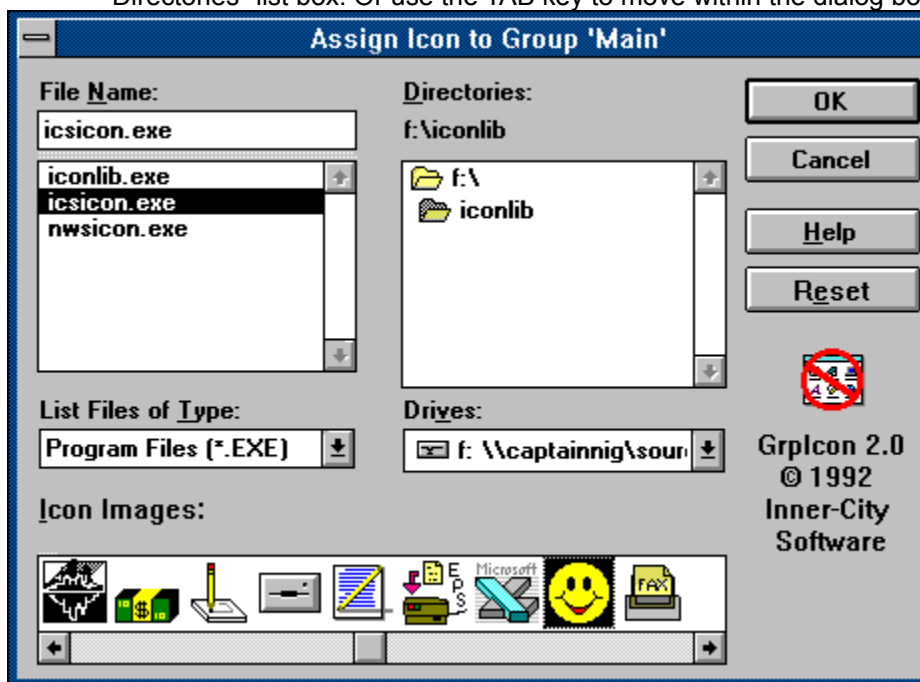 Directories" list box. Or use the TAB key to move within the dialog bo
Assign Icon to Group 'Main'
File Name:
icsicon.exe
iconlib.exe
icsicon.exe
nwsicon.exe
List Files of Type:
Program Files (*.EXE)
Directories:
f:\iconlib
f:\
iconlib
Drives:
f: \\captainnig\sour
OK
Cancel
Help
Reset
GrpIcon 2.0
© 1992
Inner-City
Software
Icon Images:
EPS
Microsoft
FAX